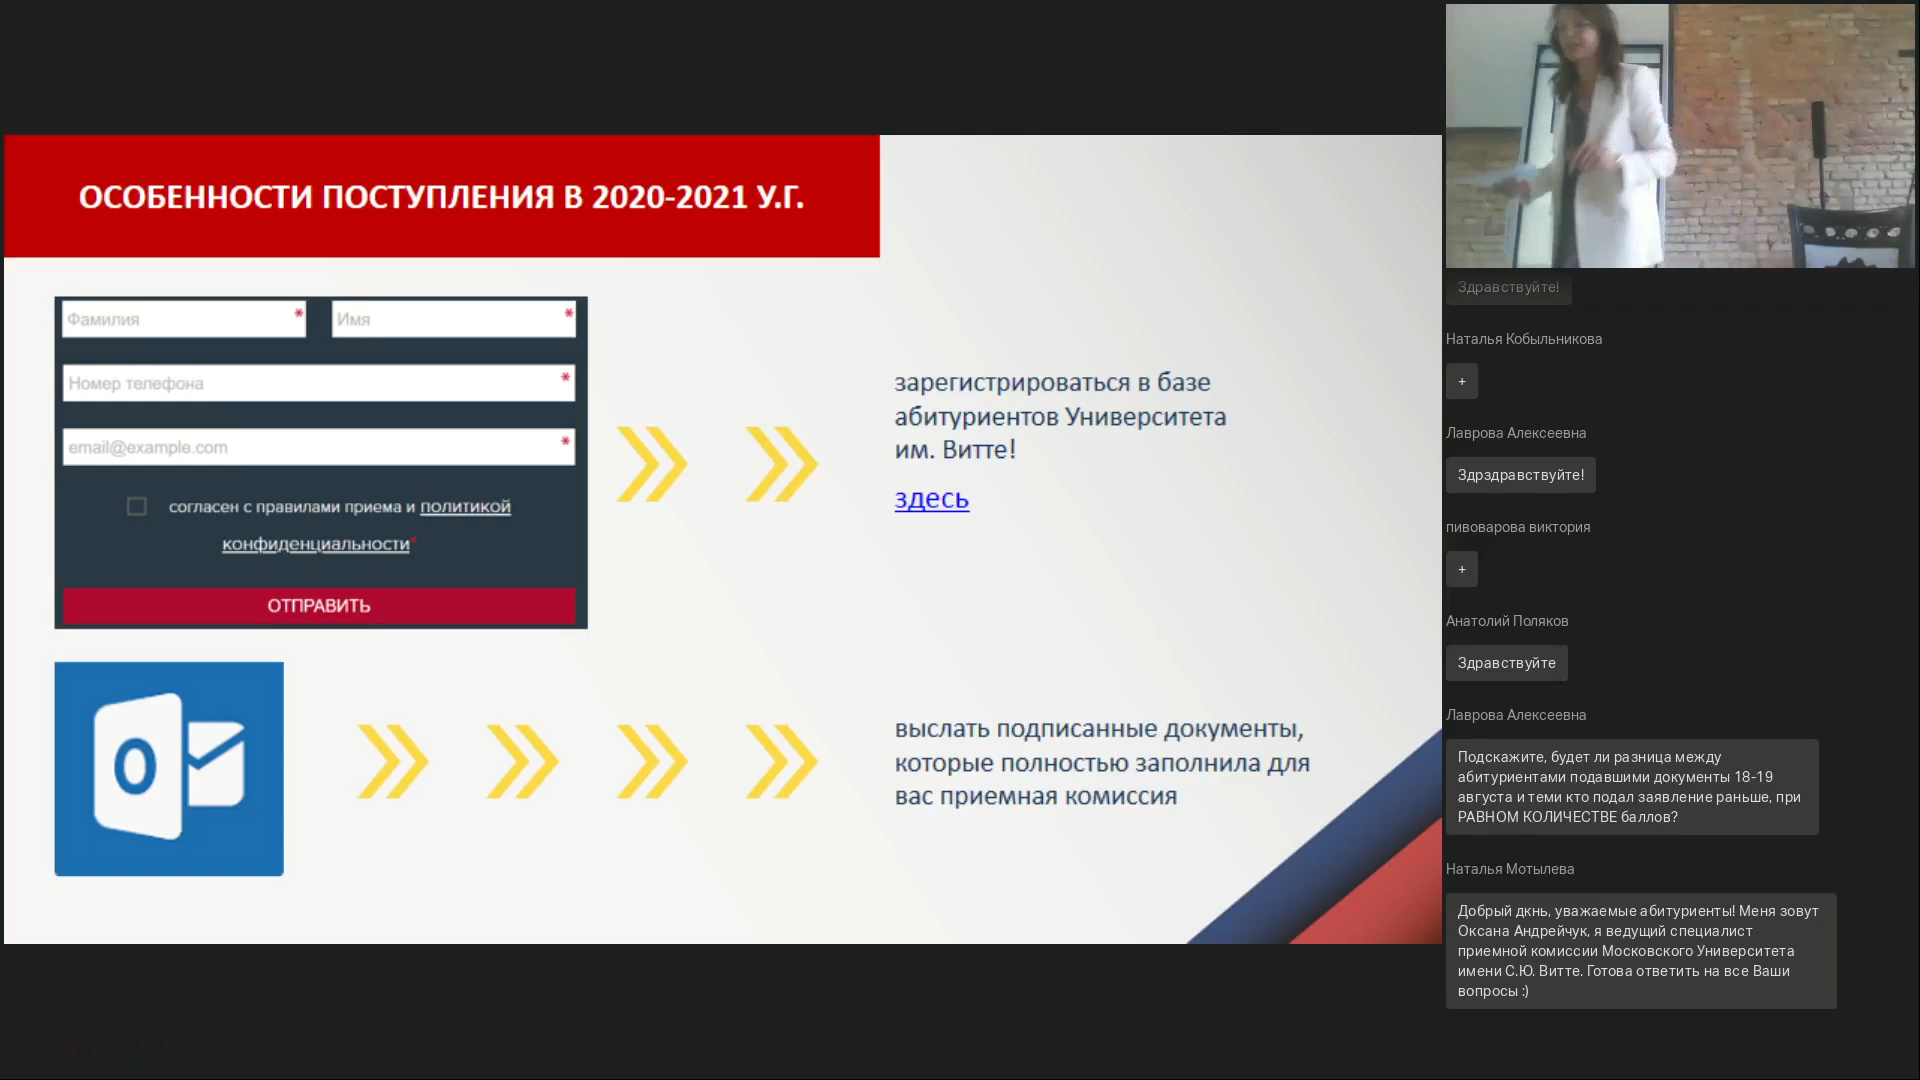 ОСОБЕННОСТИ ПОСТУПЛЕНИЯ В 2020-2021 У.Г.
Фамилия *
Имя *
Номер телефона *
email@example.com *
согласен с правилами приема и политикой
конфиденциальности*
ОТПРАВИТЬ
зарегистрироваться в базе
абитуриентов Университета
им. Витте!
здесь
выслать подписанные документы,
которые полностью заполнила для
вас приемная комиссия
Здравствуйте!
Наталья Кобыльникова
+
Лаврова Алексеевна
Здрздравствуйте!
пивоварова виктория
+
Анатолий Поляков
Здравствуйте
Лаврова Алексеевна
Подскажите, будет ли разница между
абитуриентами подавшими документы 18-19
августа и теми кто подал заявление раньше, при
РАВНОМ КОЛИЧЕСТВЕ баллов?
Наталья Мотылева
Добрый дкнь, уважаемые абитуриенты! Меня зовут
Оксана Андрейчук, я ведущий специалист
приемной комиссии Московского Университета
имени С.Ю. Витте. Готова ответить на все Ваши
вопросы :)